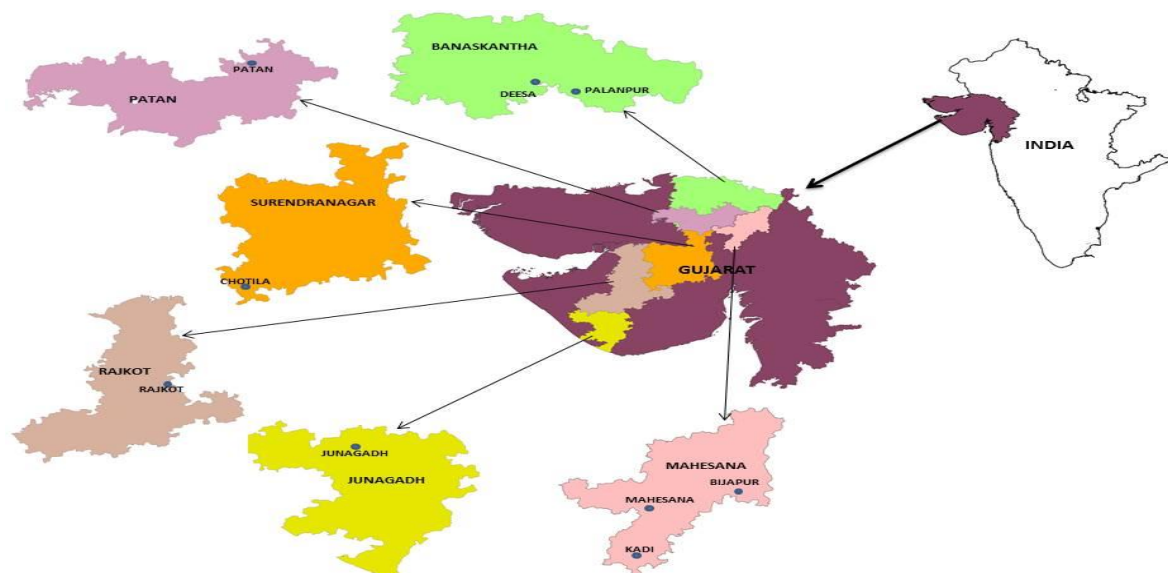 BANASKANTHA
PATAN
PATAN
DEESA
PALANPUR
INDIA
SURENDRANAGAR
CHOTILA
GUJARAT
RAJKOT
RAJKOT
JUNAGADH
JUNAGADH
MAHESANA
BIJAPUR
MAHESANA
KADI